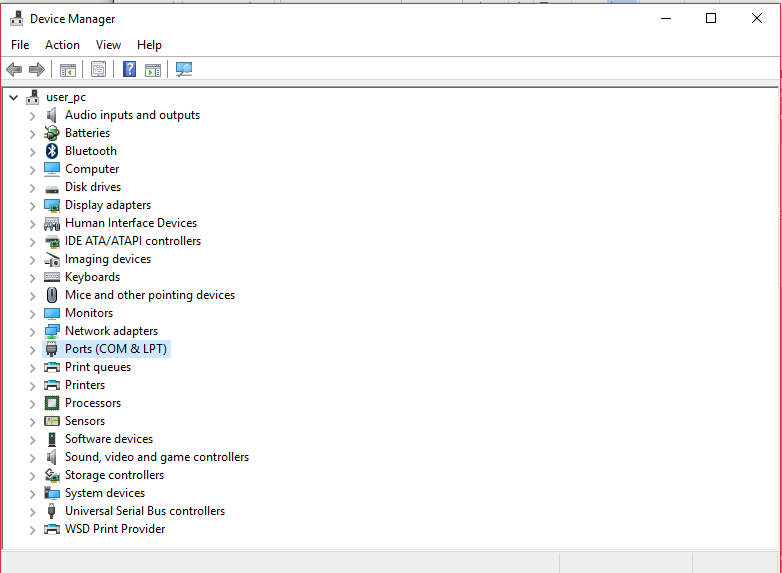 Device Manager
File Action View Help
user_pc
Audio inputs and outputs
Batteries
Bluetooth
Computer
Disk drives
Display adapters
Human Interface Devices
IDE ATA/ATAPI controllers
Imaging devices
Keyboards
Mice and other pointing devices
Monitors
Network adapters
Ports (COM & LPT)
Print queues
Printers
Processors
Sensors
Software devices
Sound, video and game controllers
Storage controllers
System devices
Universal Serial Bus controllers
WSD Print Provider